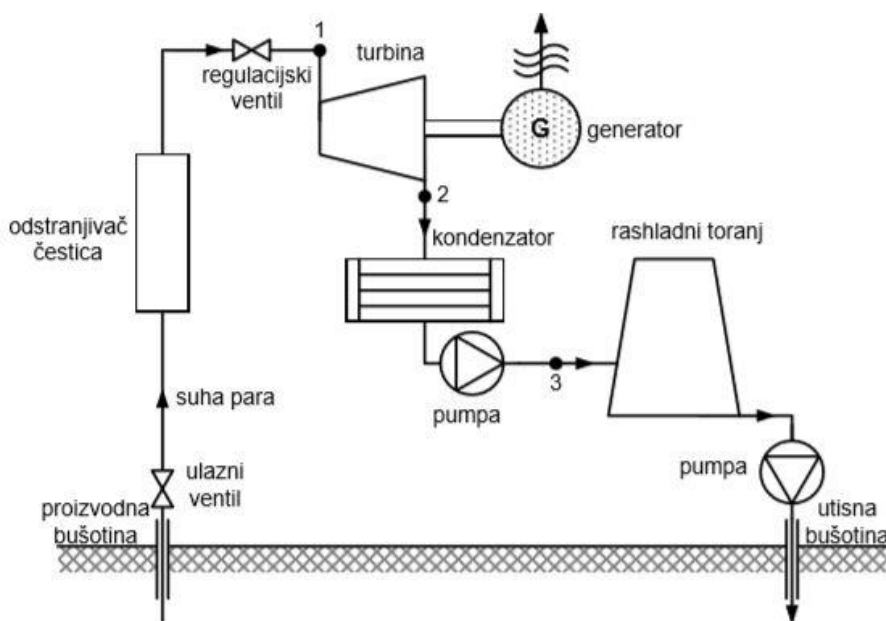 1
turbina
regulacijski
ventil
G
generator
odstranjivač
čestica
2
kondenzator
rashladni toranj
suha para
3
pumpa
ulazni
ventil
pumpa
proizvodna
bušotina
utisna
bušotina